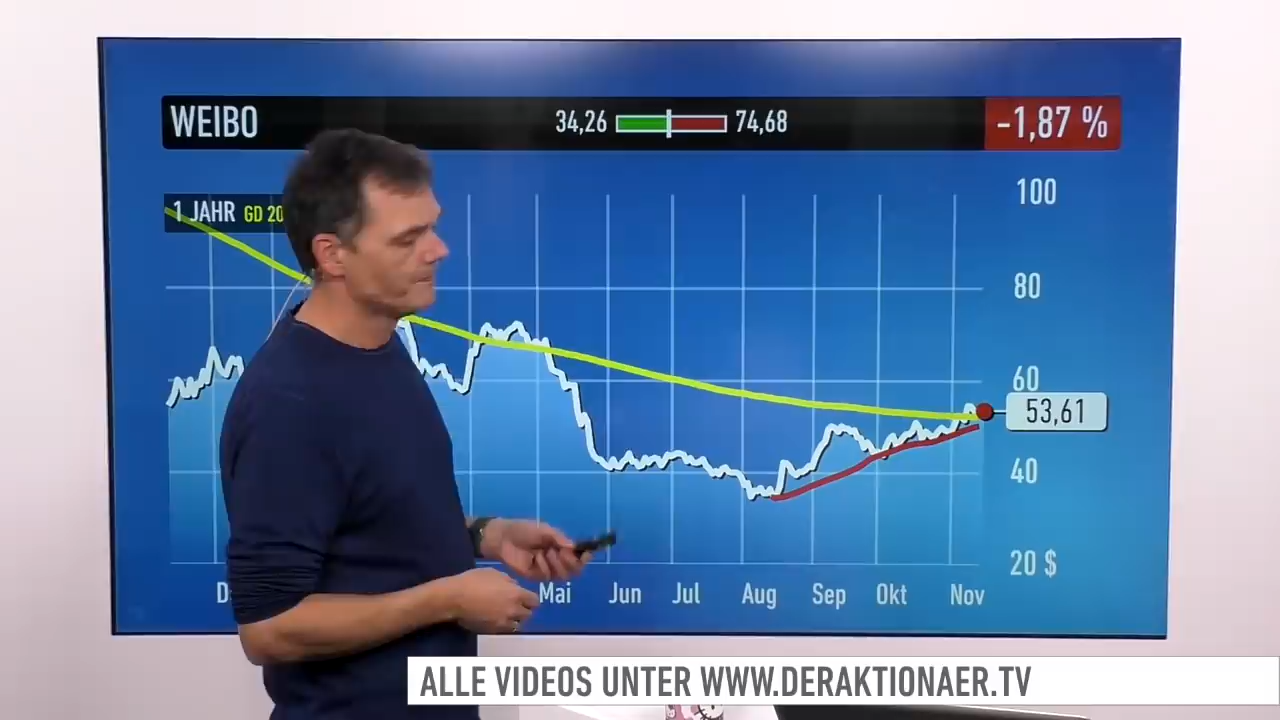 WEIBO 34,26 74,68 -1,87 %
1 JAHR GD 20
100
80
60
53,61
40
20 $
D Mai Jun Jul Aug Sep Okt Nov
ALLE VIDEOS UNTER WWW.DERAKTIONAER.TV